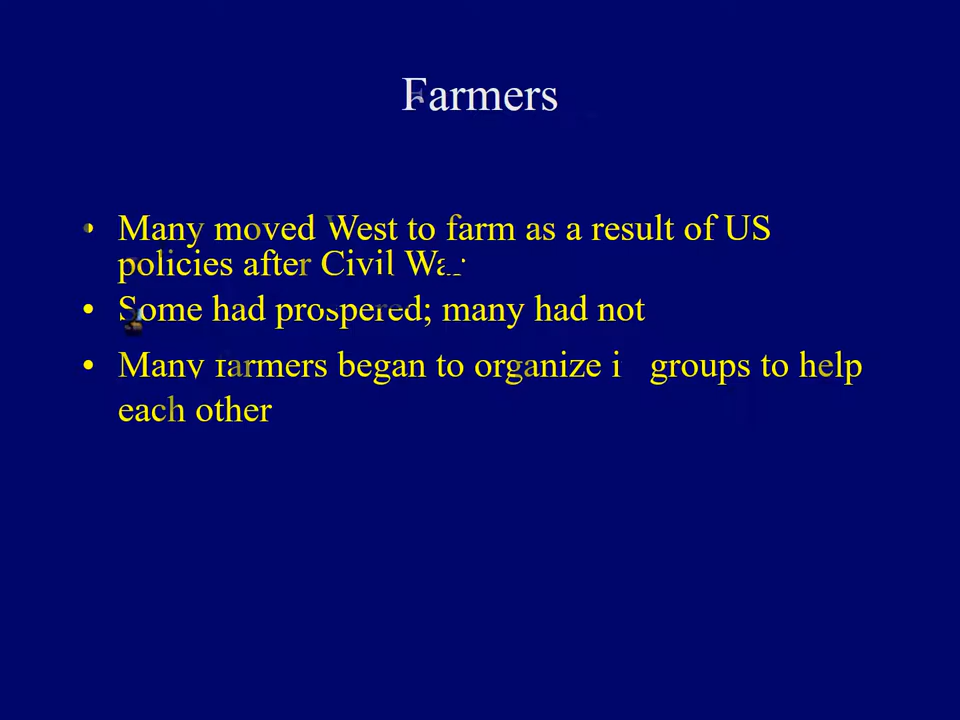 Farmers
• Many moved West to farm as a result of US
policies after Civil War
• Some had prospered; many had not
• Many farmers began to organize i groups to help
each other